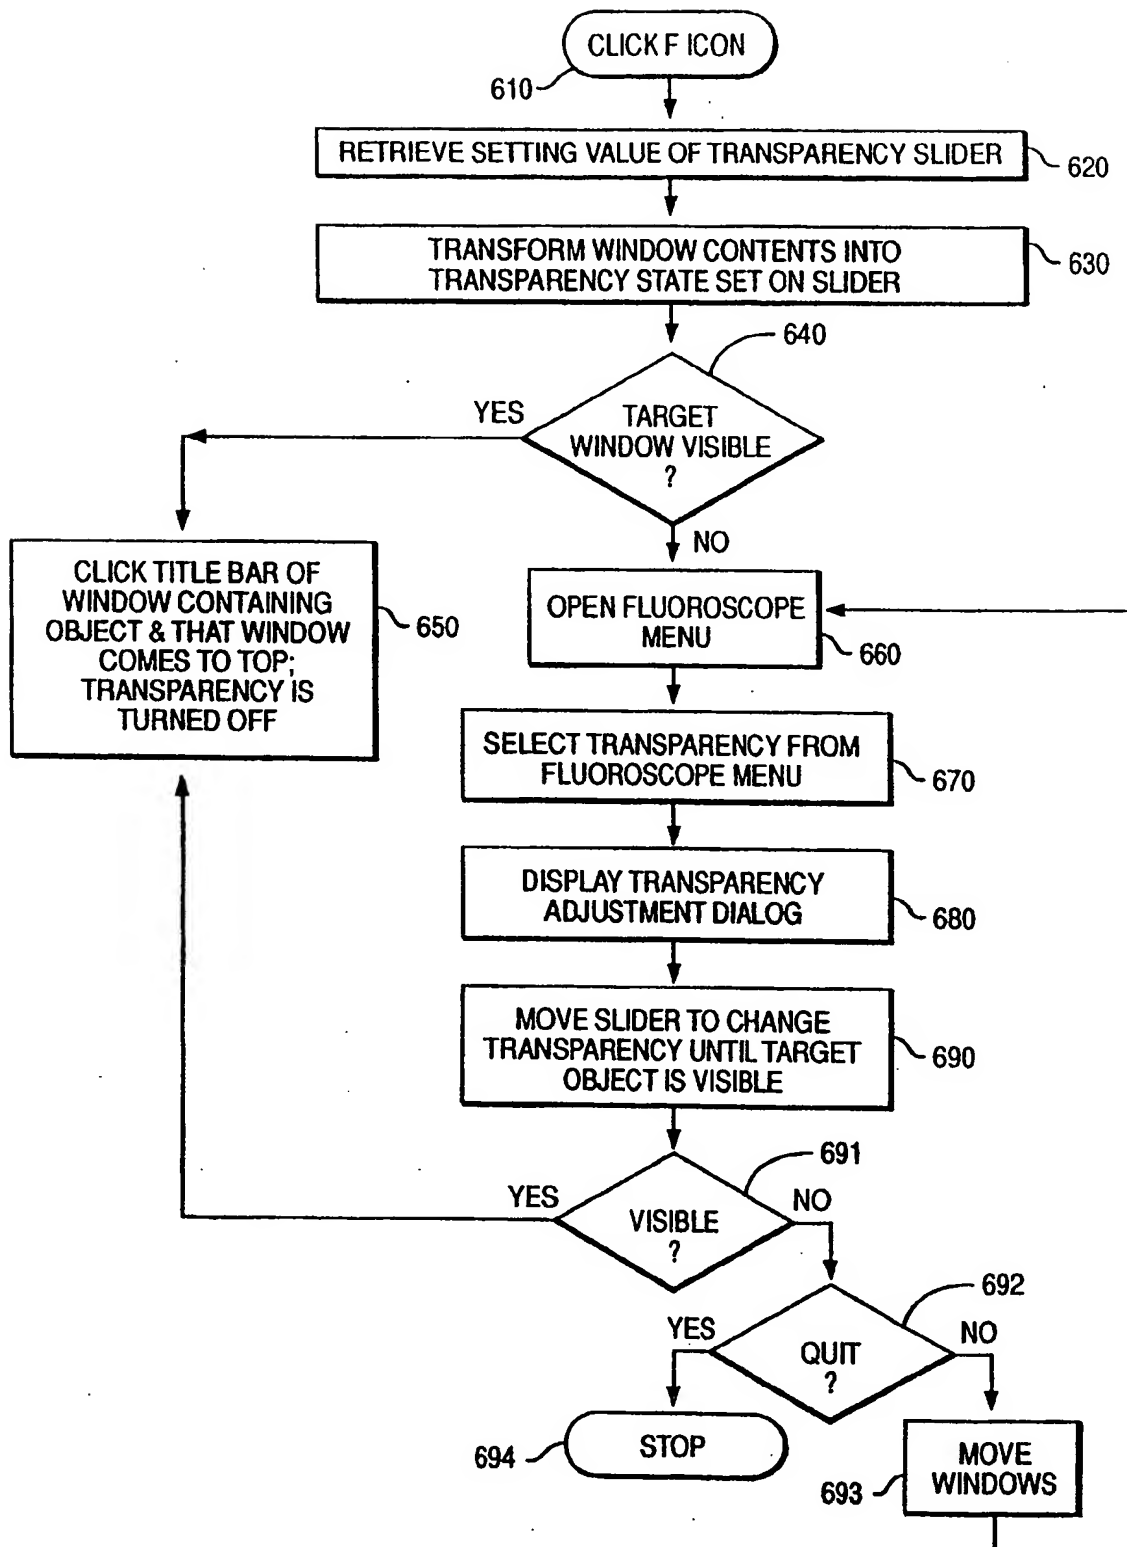 CLICK F ICON
610
RETRIEVE SETTING VALUE OF TRANSPARENCY SLIDER
620
TRANSFORM WINDOW CONTENTS INTO
TRANSPARENCY STATE SET ON SLIDER
630
640
YES
TARGET
WINDOW VISIBLE
?
NO
CLICK TITLE BAR OF
WINDOW CONTAINING
OBJECT & THAT WINDOW
COMES TO TOP;
TRANSPARENCY IS
TURNED OFF
650
OPEN FLUOROSCOPE
MENU
660
SELECT TRANSPARENCY FROM
FLUOROSCOPE MENU
670
DISPLAY TRANSPARENCY
ADJUSTMENT DIALOG
680
MOVE SLIDER TO CHANGE
TRANSPARENCY UNTIL TARGET
OBJECT IS VISIBLE
690
691
YES
VISIBLE
?
NO
692
YES
QUIT
?
NO
STOP
694
MOVE
WINDOWS
693